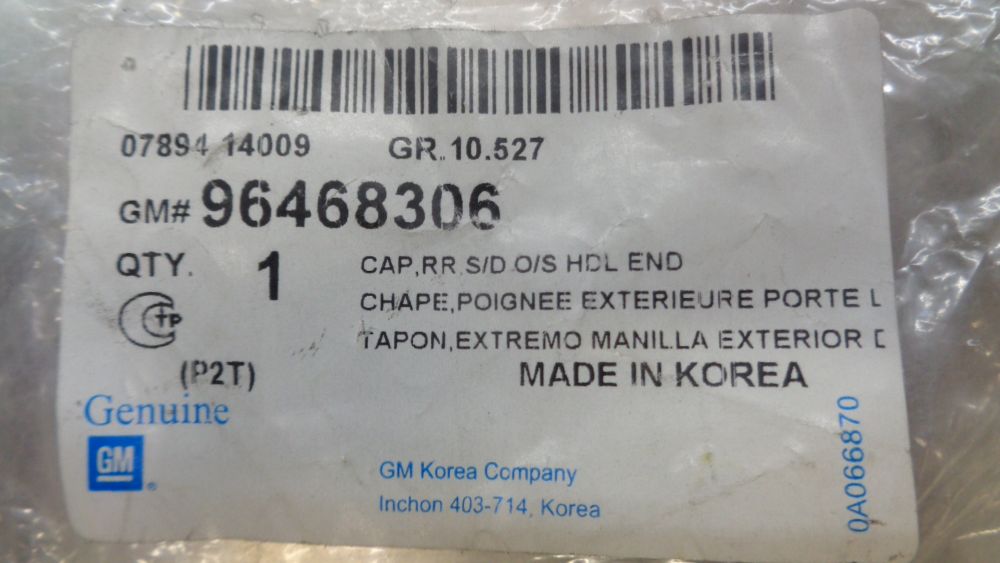 07894 14009 GR. 10.527
GM# 96468306
QTY. 1
CAP,RR S/D O/S HDL END
CHAPE,POIGNEE EXTERIEURE PORTE L
TAPON,EXTREMO MANILLA EXTERIOR D
(P2T)
MADE IN KOREA
Genuine
GM
GM Korea Company
Inchon 403-714, Korea
0A066870